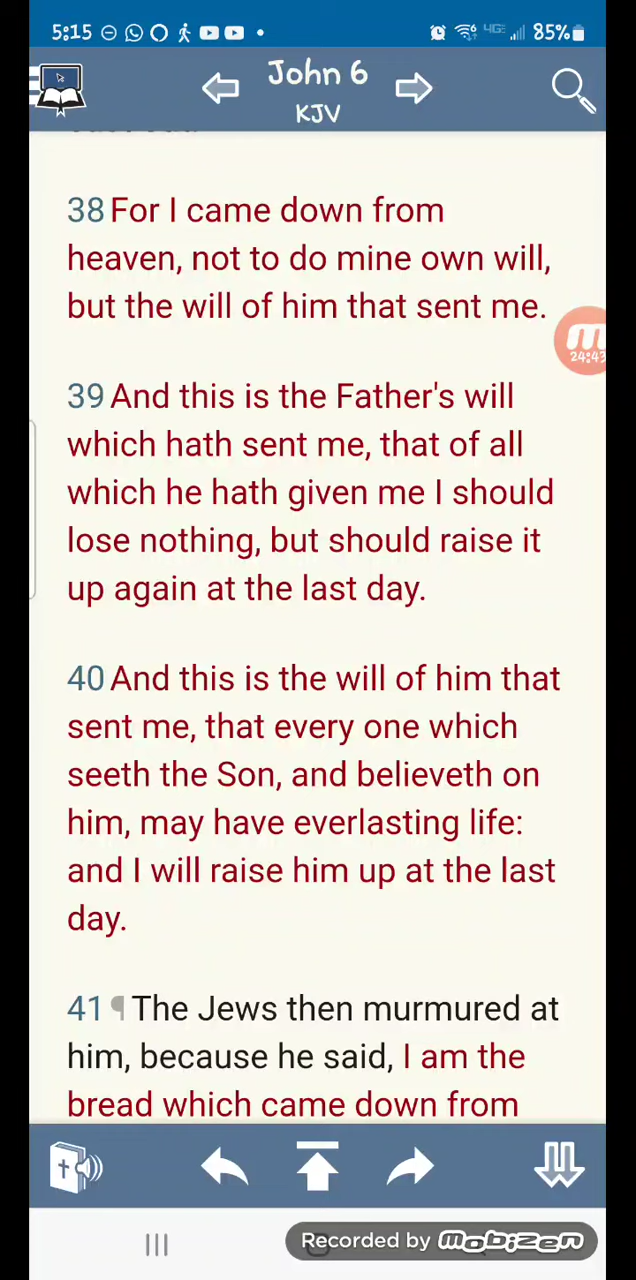 5:15
4GE
85%
John 6
KJV
38 For I came down from
heaven, not to do mine own will,
but the will of him that sent me.
24:43
39 And this is the Father's will
which hath sent me, that of all
which he hath given me I should
lose nothing, but should raise it
up again at the last day.
40 And this is the will of him that
sent me, that every one which
seeth the Son, and believeth on
him, may have everlasting life:
and I will raise him up at the last
day.
41 ¶ The Jews then murmured at
him, because he said, I am the
bread which came down from
Recorded by mobizen